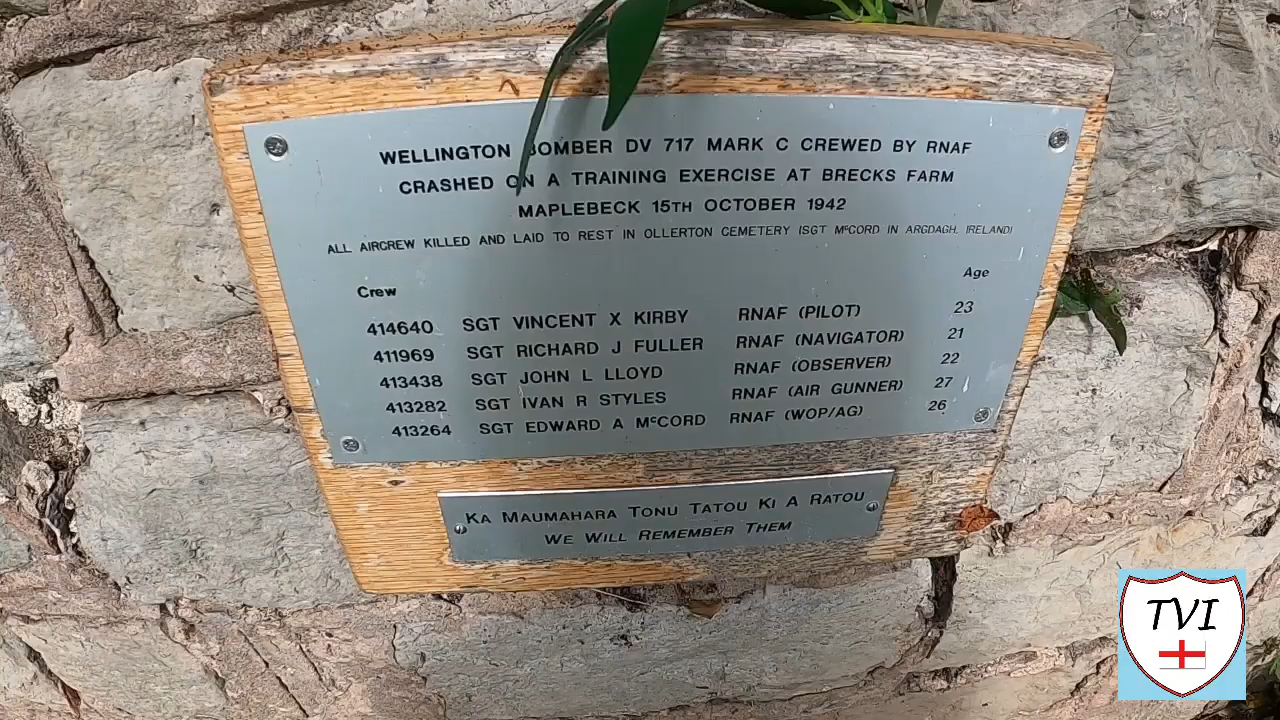 WELLINGTON BOMBER DV 717 MARK C CREWED BY RNAF
CRASHED ON A TRAINING EXERCISE AT BRECKS FARM
MAPLEBECK 15TH OCTOBER 1942
ALL AIRCREW KILLED AND LAID TO REST IN OLLERTON CEMETERY (SGT McCORD IN ARGDAGH, IRELAND)
Crew Age
414640 SGT VINCENT X KIRBY RNAF (PILOT) 23
411969 SGT RICHARD J FULLER RNAF (NAVIGATOR) 21
413438 SGT JOHN L LLOYD RNAF (OBSERVER) 22
413282 SGT IVAN R STYLES RNAF (AIR GUNNER) 27
413264 SGT EDWARD A McCORD RNAF (WOP/AG) 26
KA MAUMAHARA TONU TATOU KI A RATOU
WE WILL REMEMBER THEM
TVI